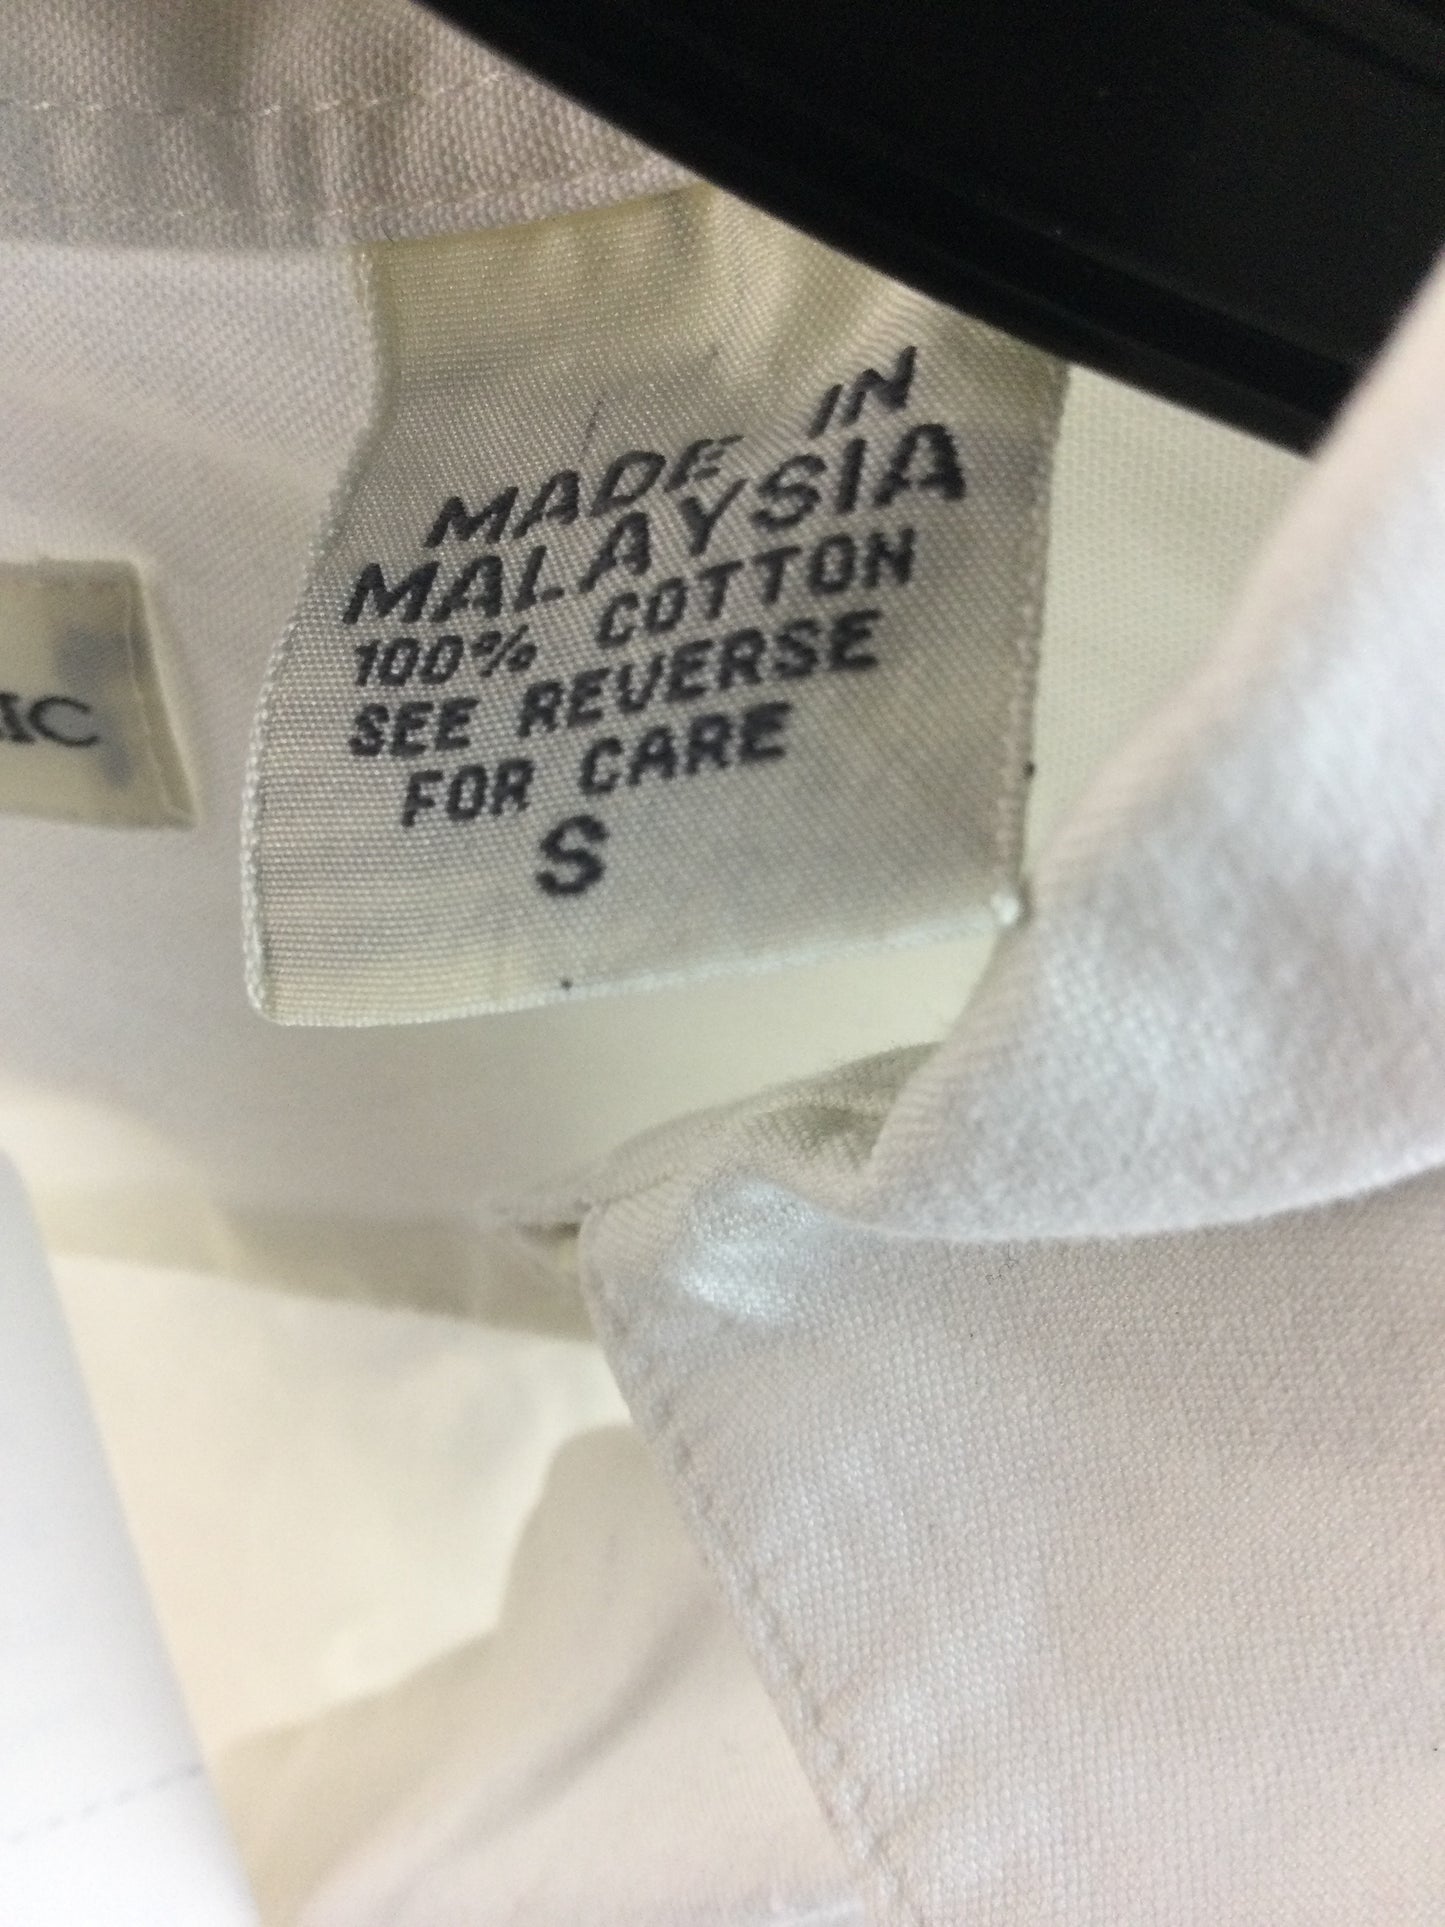 MADE IN
MALAYSIA
100% COTTON
SEE REVERSE
FOR CARE
S